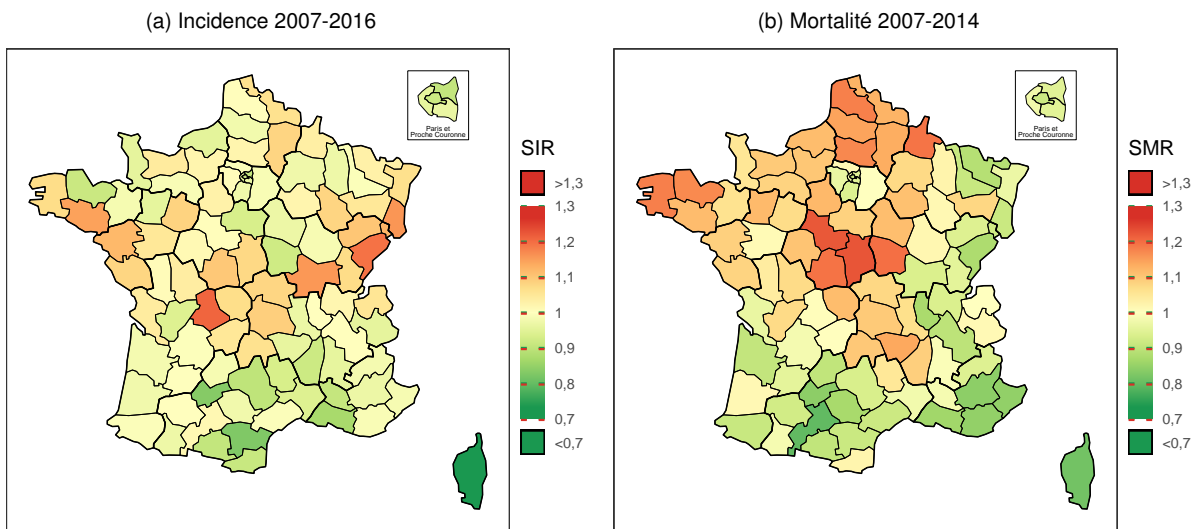 (a) Incidence 2007-2016
Paris et
Proche Couronne
SIR
>1,3
1,3
1,2
1,1
1
0,9
0,8
0,7
<0,7
(b) Mortalité 2007-2014
Paris et
Proche Couronne
SMR
>1,3
1,3
1,2
1,1
1
0,9
0,8
0,7
<0,7